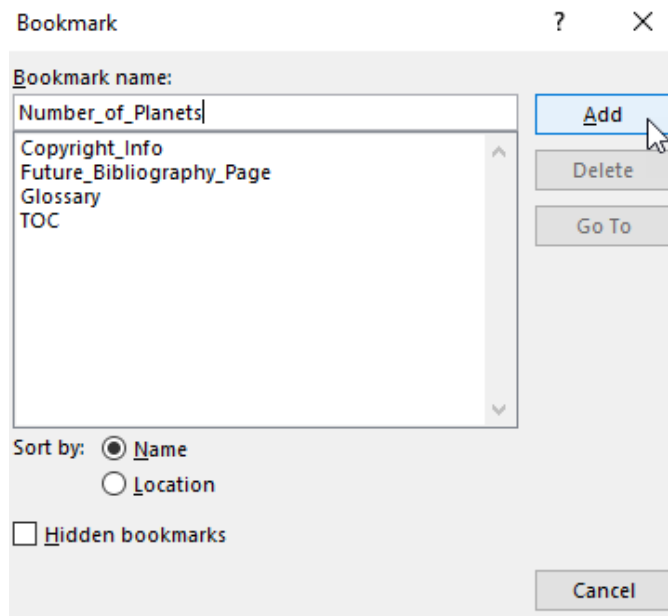 Bookmark ? ×
Bookmark name:
Number_of_Planets
Add
Copyright_Info
Future_Bibliography_Page
Glossary
TOC
Delete
Go To
Sort by: Name
Location
Hidden bookmarks
Cancel